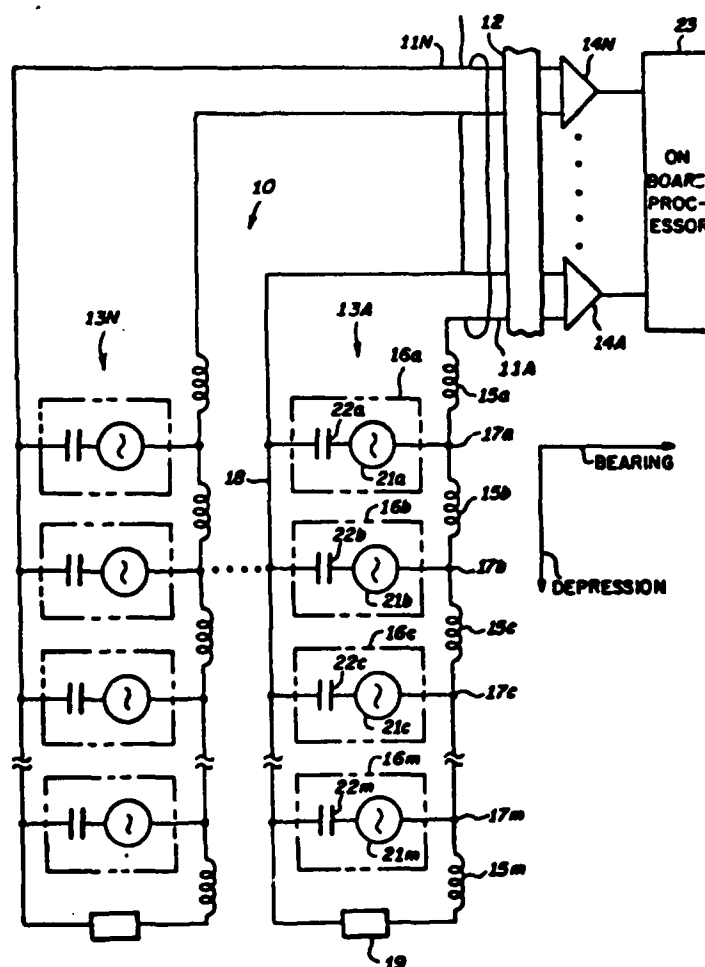 11N
12
14N
23
ON
BOARD
PROC-
ESSOR
10
13N
13A
16a
11A
14A
15a
22a
17a
BEARING
18
21a
16b
15b
22b
17b
21b
DEPRESSION
16c
15c
22c
17c
21c
16m
22m
17m
21m
15m
19